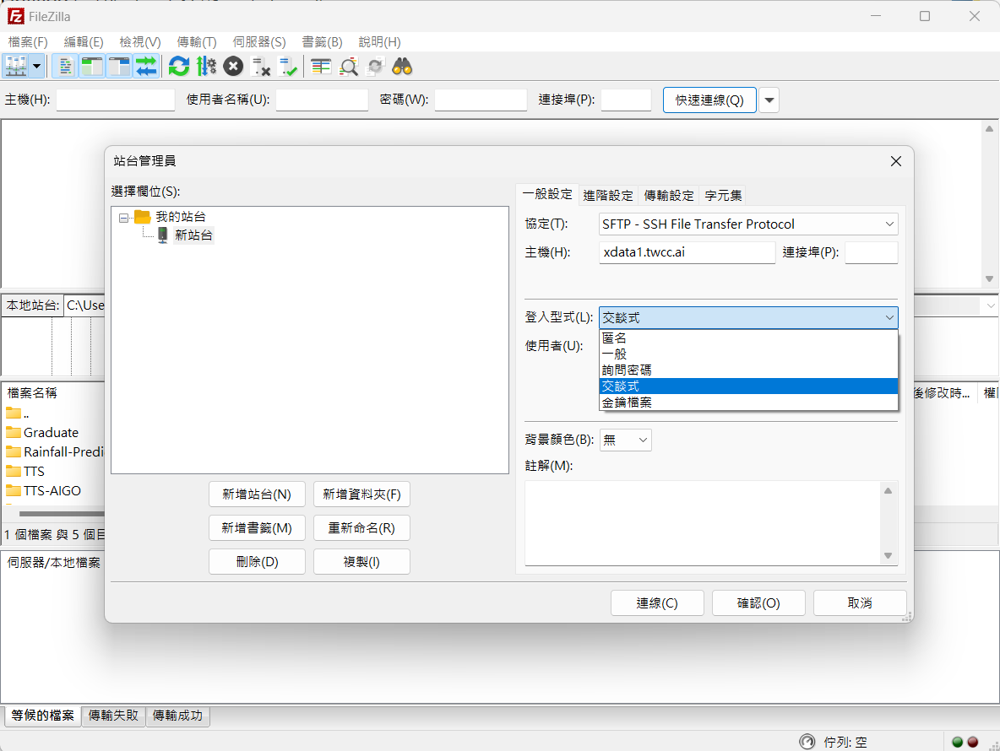 FileZilla
檔案(F) 編輯(E) 檢視(V) 傳輸(T) 伺服器(S) 書籤(B) 說明(H)
主機(H): 使用者名稱(U): 密碼(W): 連接埠(P): 快速連線(Q)
站台管理員
選擇欄位(S):
我的站台
新站台
新增站台(N) 新增資料夾(F)
新增書籤(M) 重新命名(R)
刪除(D) 複製(I)
一般設定 進階設定 傳輸設定 字元集
協定(T): SFTP - SSH File Transfer Protocol
主機(H): xdata1.twcc.ai 連接埠(P):
登入型式(L): 交談式
使用者(U):
匿名
一般
詢問密碼
交談式
金鑰檔案
背景顏色(B): 無
註解(M):
連線(C) 確認(O) 取消
本地站台: C:\Use
檔案名稱
..
Graduate
Rainfall-Predi
TTS
TTS-AIGO
1 個檔案 與 5 個目
後修改時...
伺服器/本地檔案
等候的檔案 傳輸失敗 傳輸成功
佇列: 空